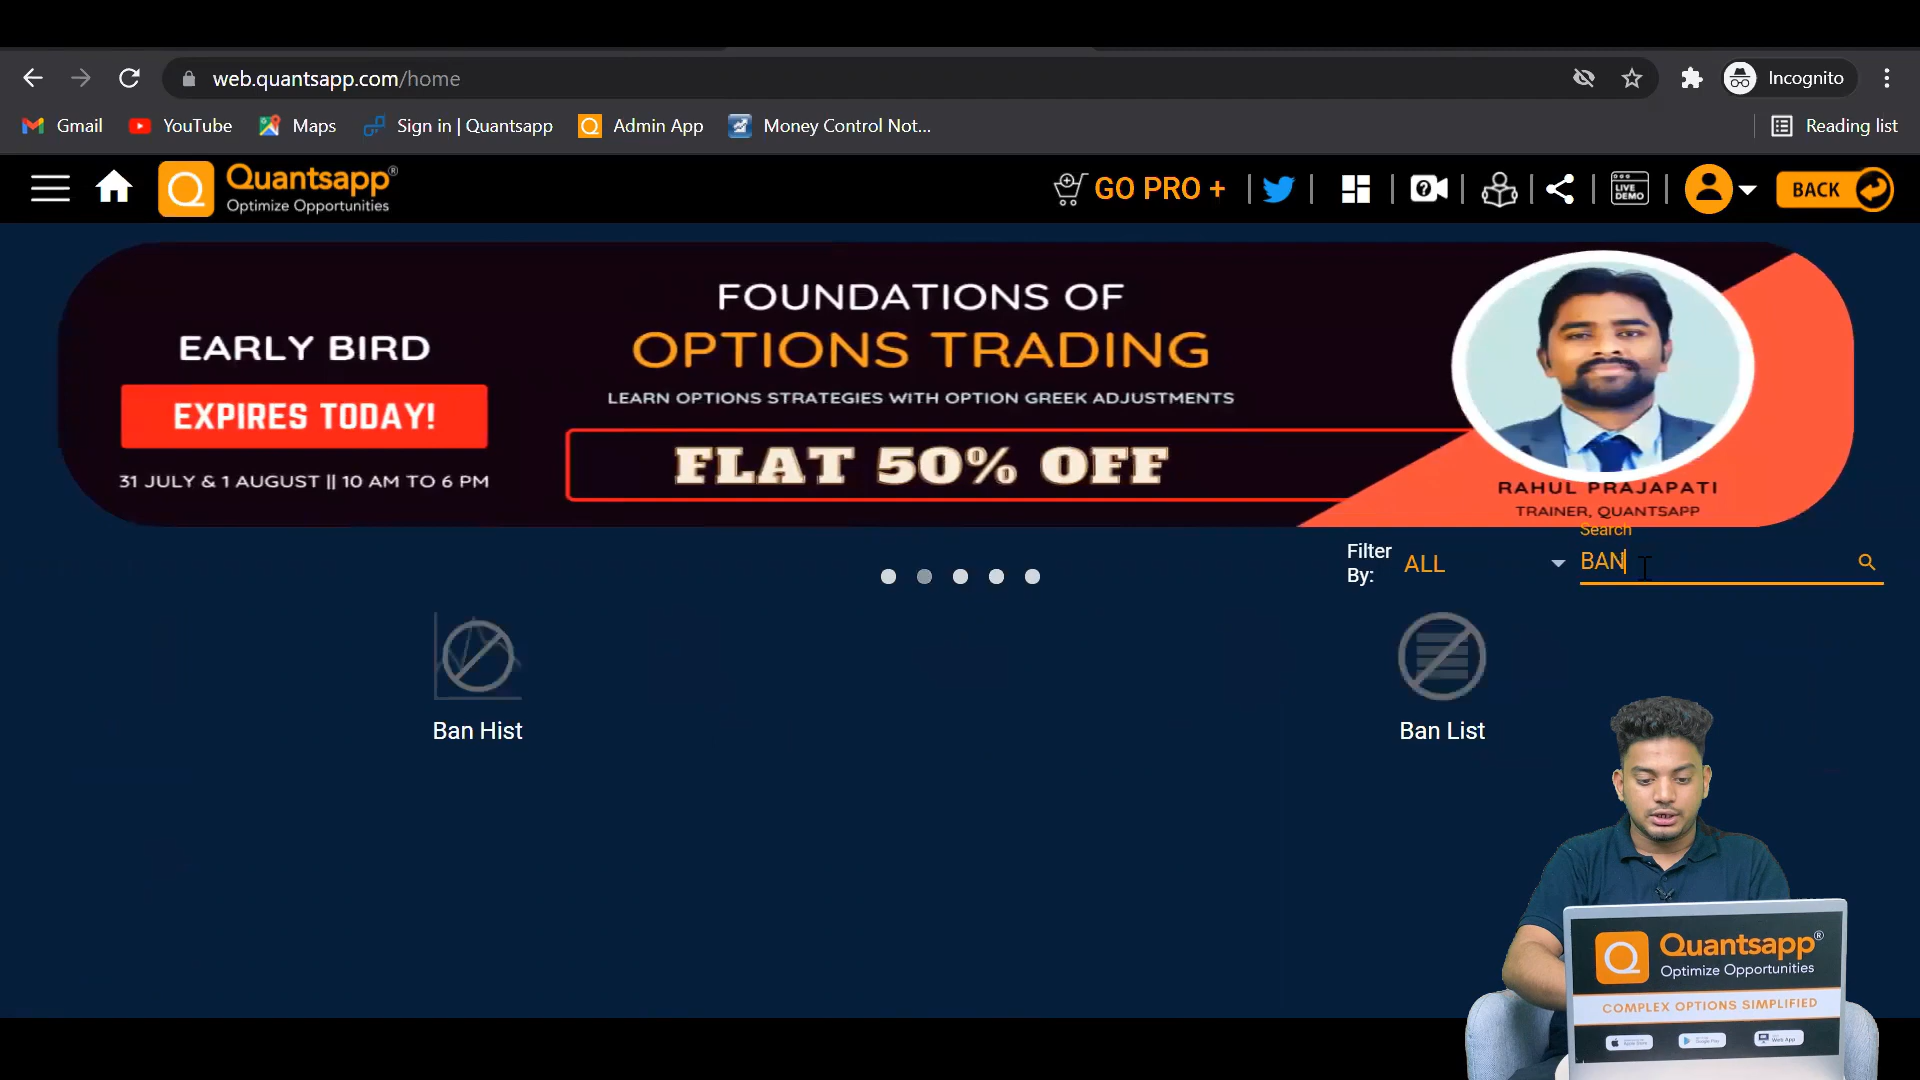 web.quantsapp.com/home
Incognito
Gmail
YouTube
Maps
Sign in | Quantsapp
Admin App
Money Control Not...
Reading list
Quantsapp®
Optimize Opportunities
GO PRO +
LIVE DEMO
BACK
EARLY BIRD
EXPIRES TODAY!
31 JULY & 1 AUGUST || 10 AM TO 6 PM
FOUNDATIONS OF
OPTIONS TRADING
LEARN OPTIONS STRATEGIES WITH OPTION GREEK ADJUSTMENTS
FLAT 50% OFF
RAHUL PRAJAPATI
TRAINER, QUANTSAPP
Filter By:
ALL
Search
BAN
Ban Hist
Ban List
Quantsapp®
Optimize Opportunities
COMPLEX OPTIONS SIMPLIFIED